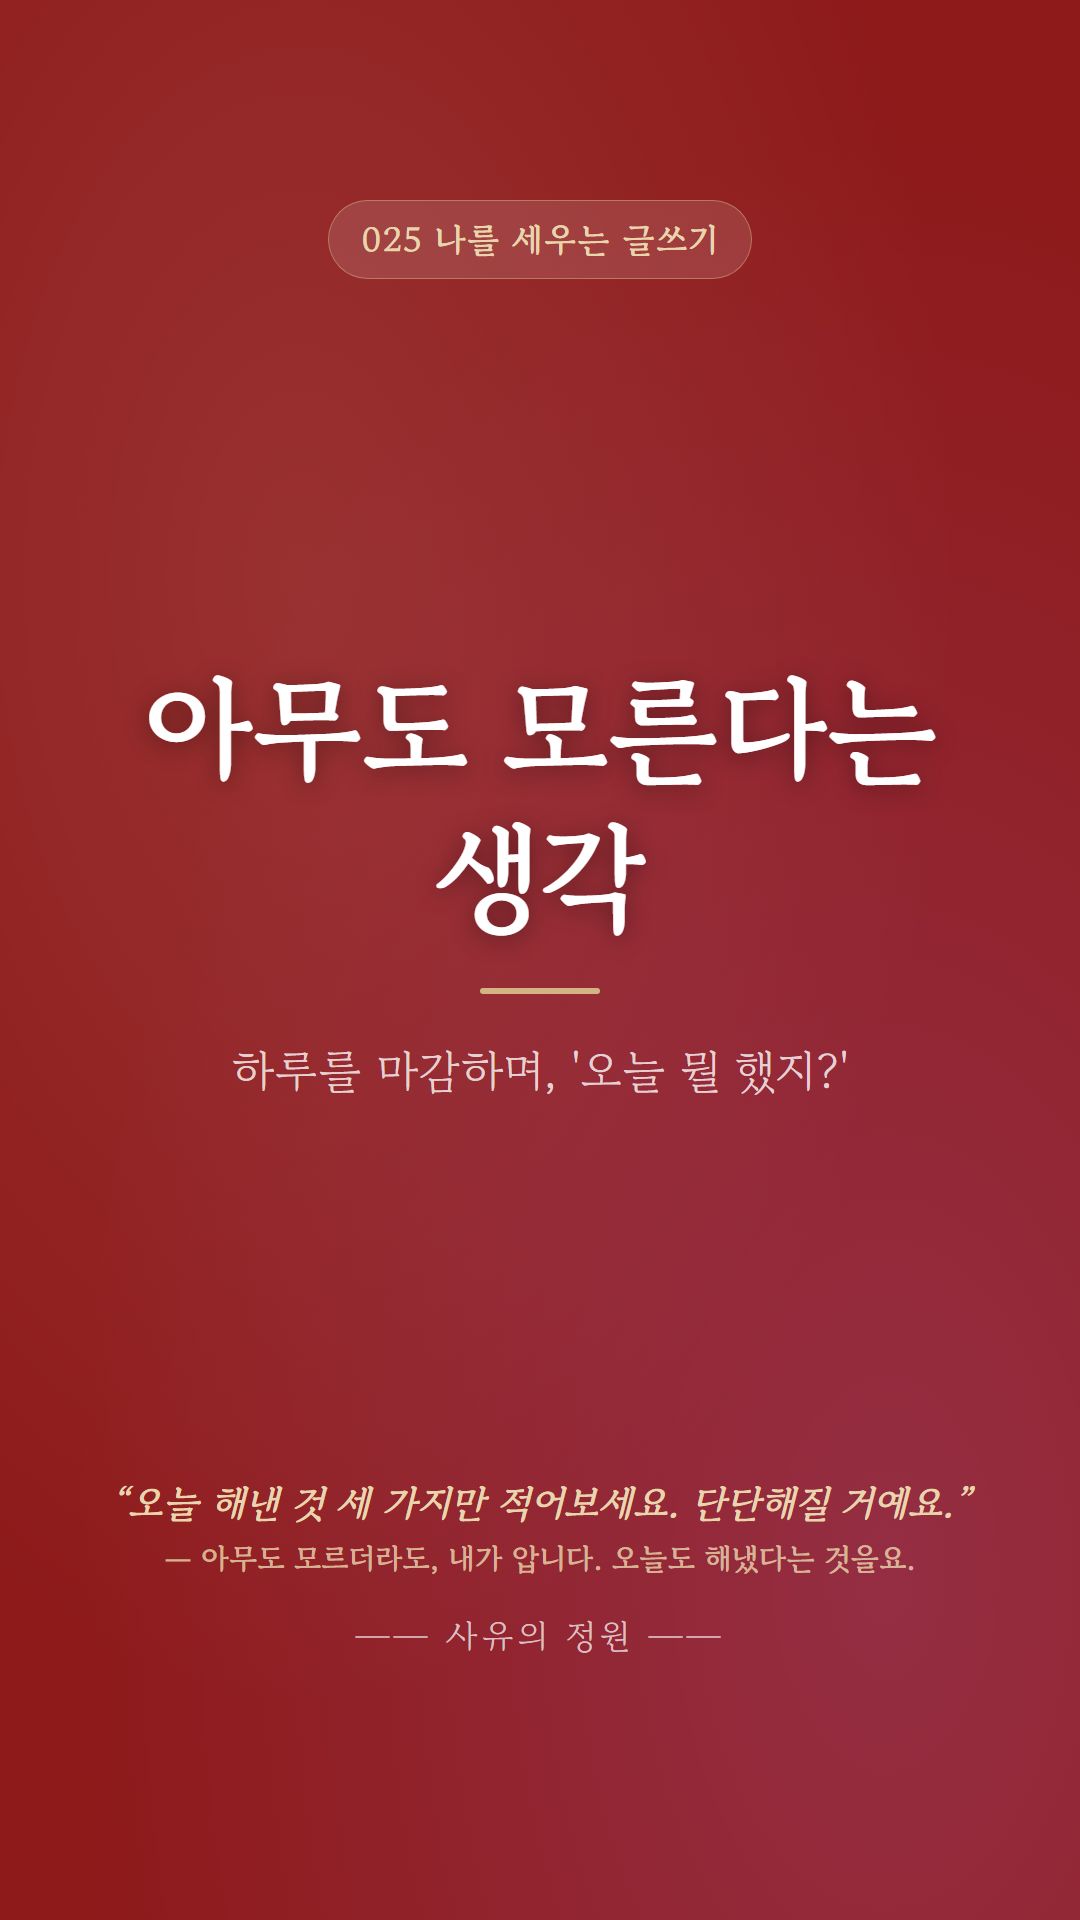 025 나를 세우는 글쓰기
아무도 모른다는
생각
하루를 마감하며, '오늘 뭘 했지?'
“오늘 해낸 것 세 가지만 적어보세요. 단단해질 거예요.”
— 아무도 모르더라도, 내가 압니다. 오늘도 해냈다는 것을요.
—— 사유의 정원 ——